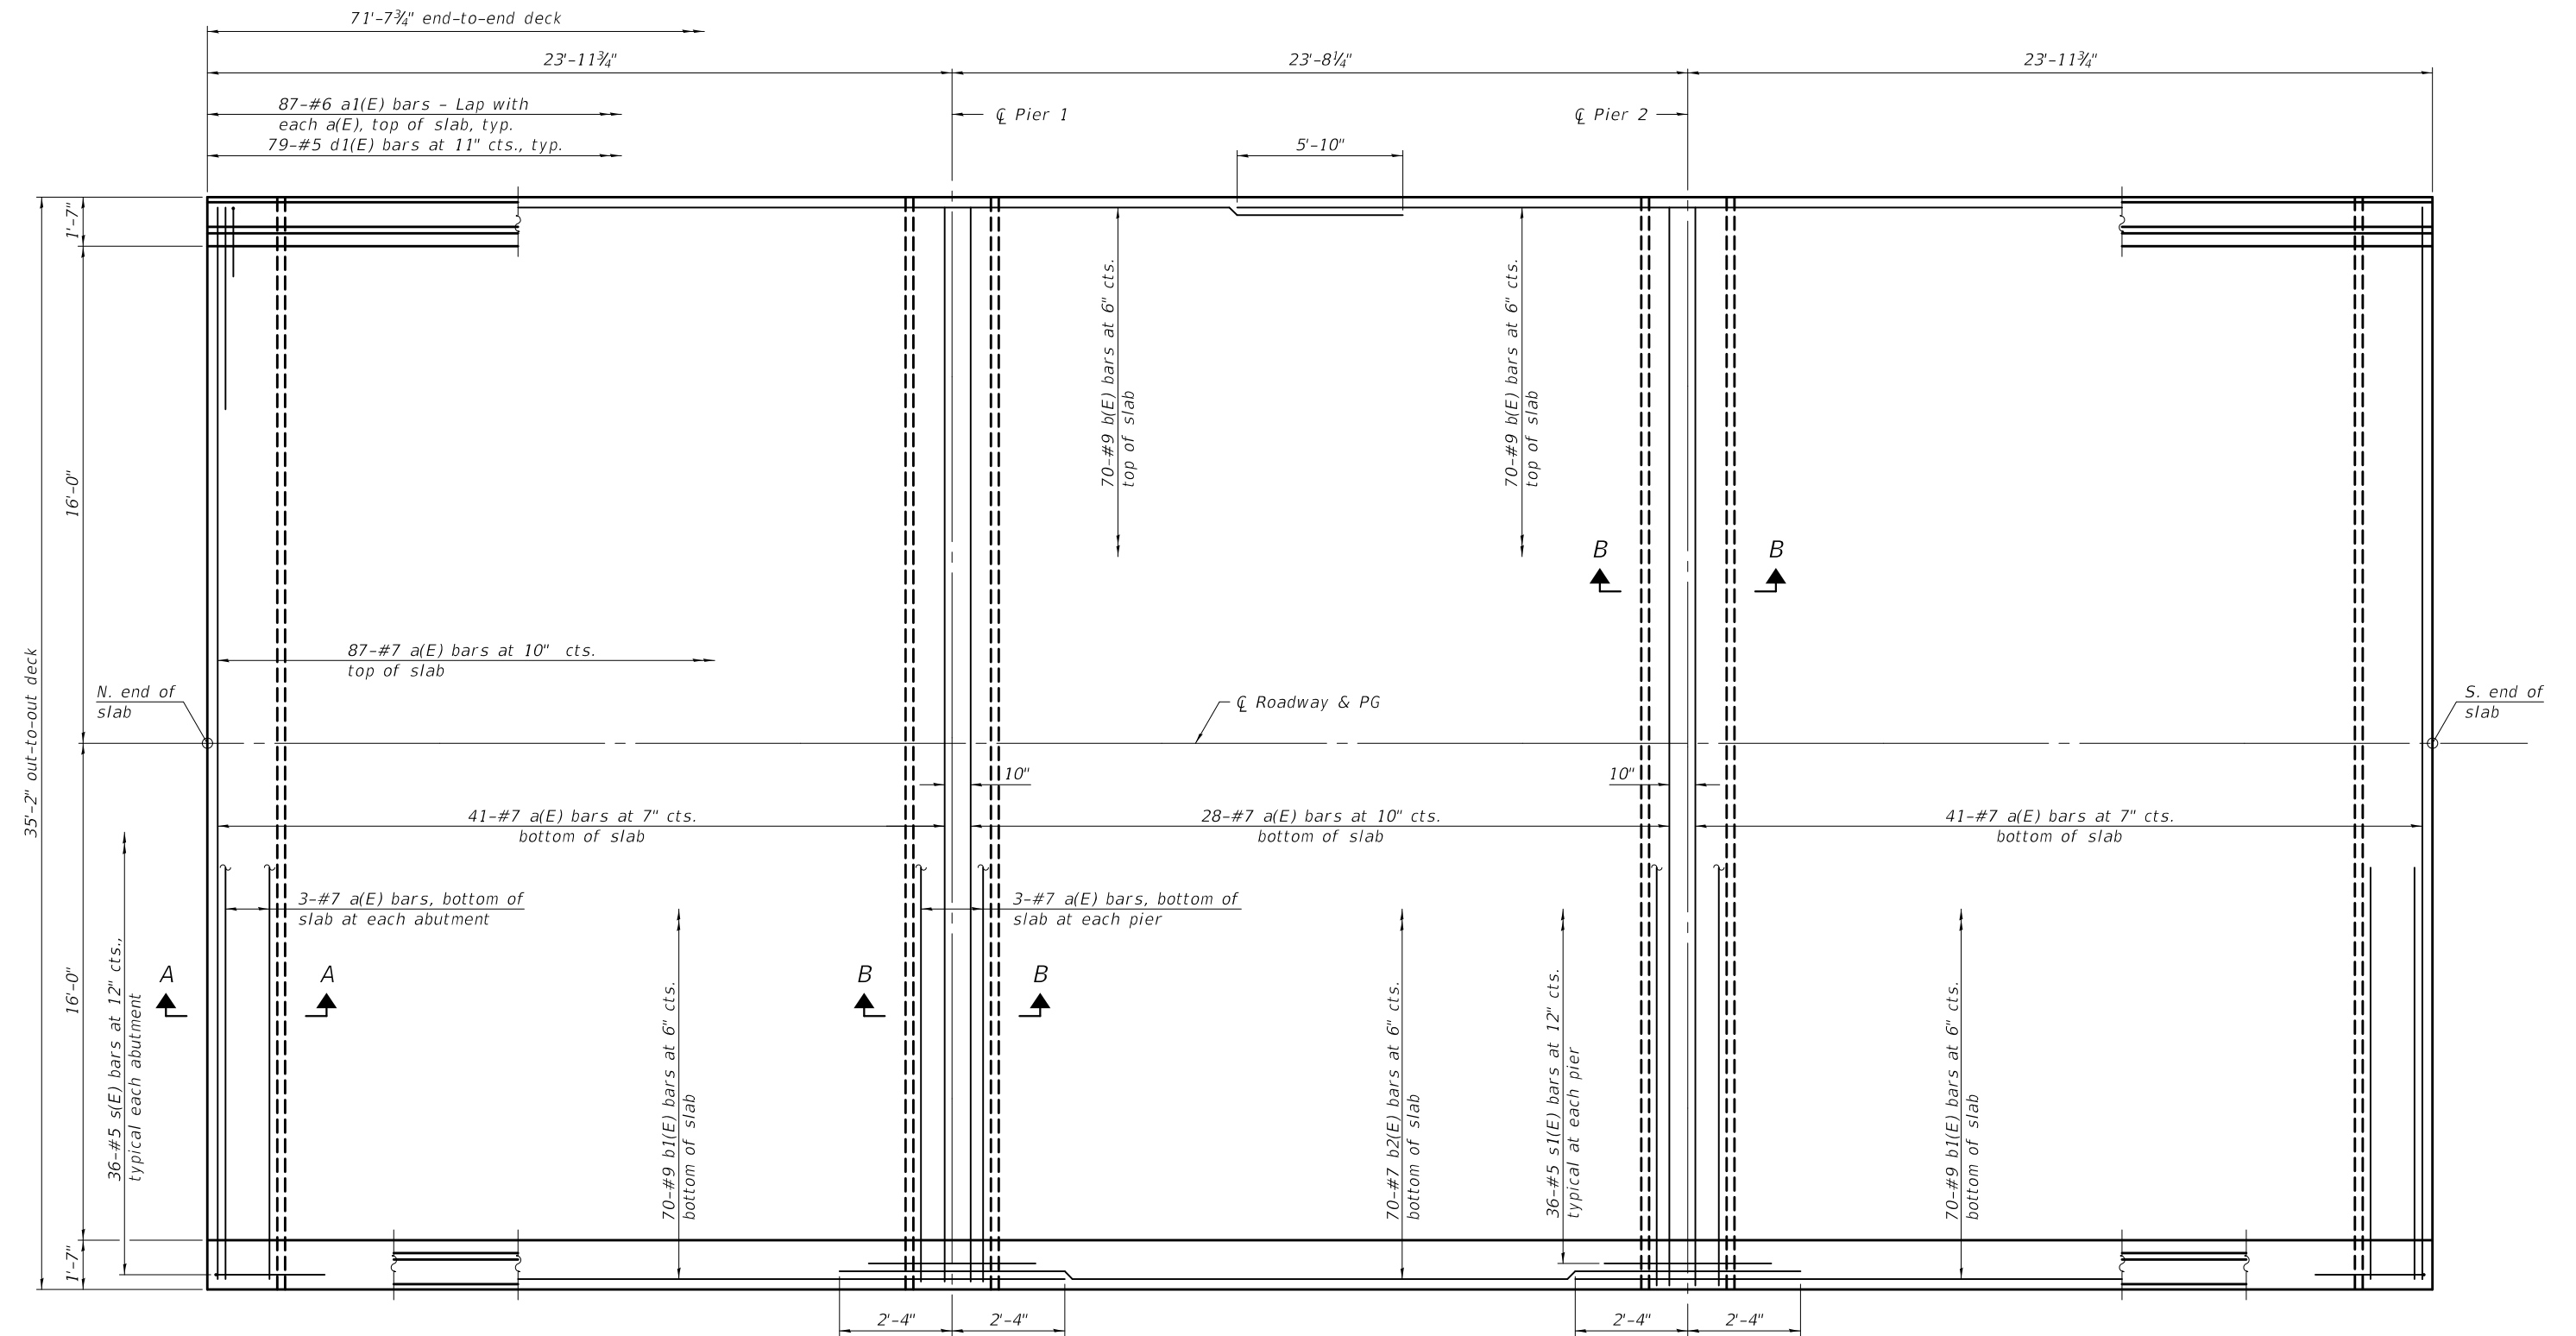 71'-7¾" end-to-end deck
23'-11¾"
23'-8¼"
23'-11¾"
87-#6 a1(E) bars - Lap with
each a(E), top of slab, typ.
79-#5 d1(E) bars at 11" cts., typ.
℄ Pier 1
℄ Pier 2
5'-10"
1'-7"
16'-0"
16'-0"
1'-7"
35'-2" out-to-out deck
70-#9 b(E) bars at 6" cts.
top of slab
70-#9 b(E) bars at 6" cts.
top of slab
B
B
87-#7 a(E) bars at 10" cts.
top of slab
N. end of
slab
℄ Roadway & PG
S. end of
slab
10"
10"
41-#7 a(E) bars at 7" cts.
bottom of slab
28-#7 a(E) bars at 10" cts.
bottom of slab
41-#7 a(E) bars at 7" cts.
bottom of slab
3-#7 a(E) bars, bottom of
slab at each abutment
3-#7 a(E) bars, bottom of
slab at each pier
36-#5 s(E) bars at 12" cts.,
typical each abutment
A
A
B
B
70-#9 b1(E) bars at 6" cts.
bottom of slab
70-#7 b2(E) bars at 6" cts.
bottom of slab
36-#5 s1(E) bars at 12" cts.
typical at each pier
70-#9 b1(E) bars at 6" cts.
bottom of slab
2'-4"
2'-4"
2'-4"
2'-4"